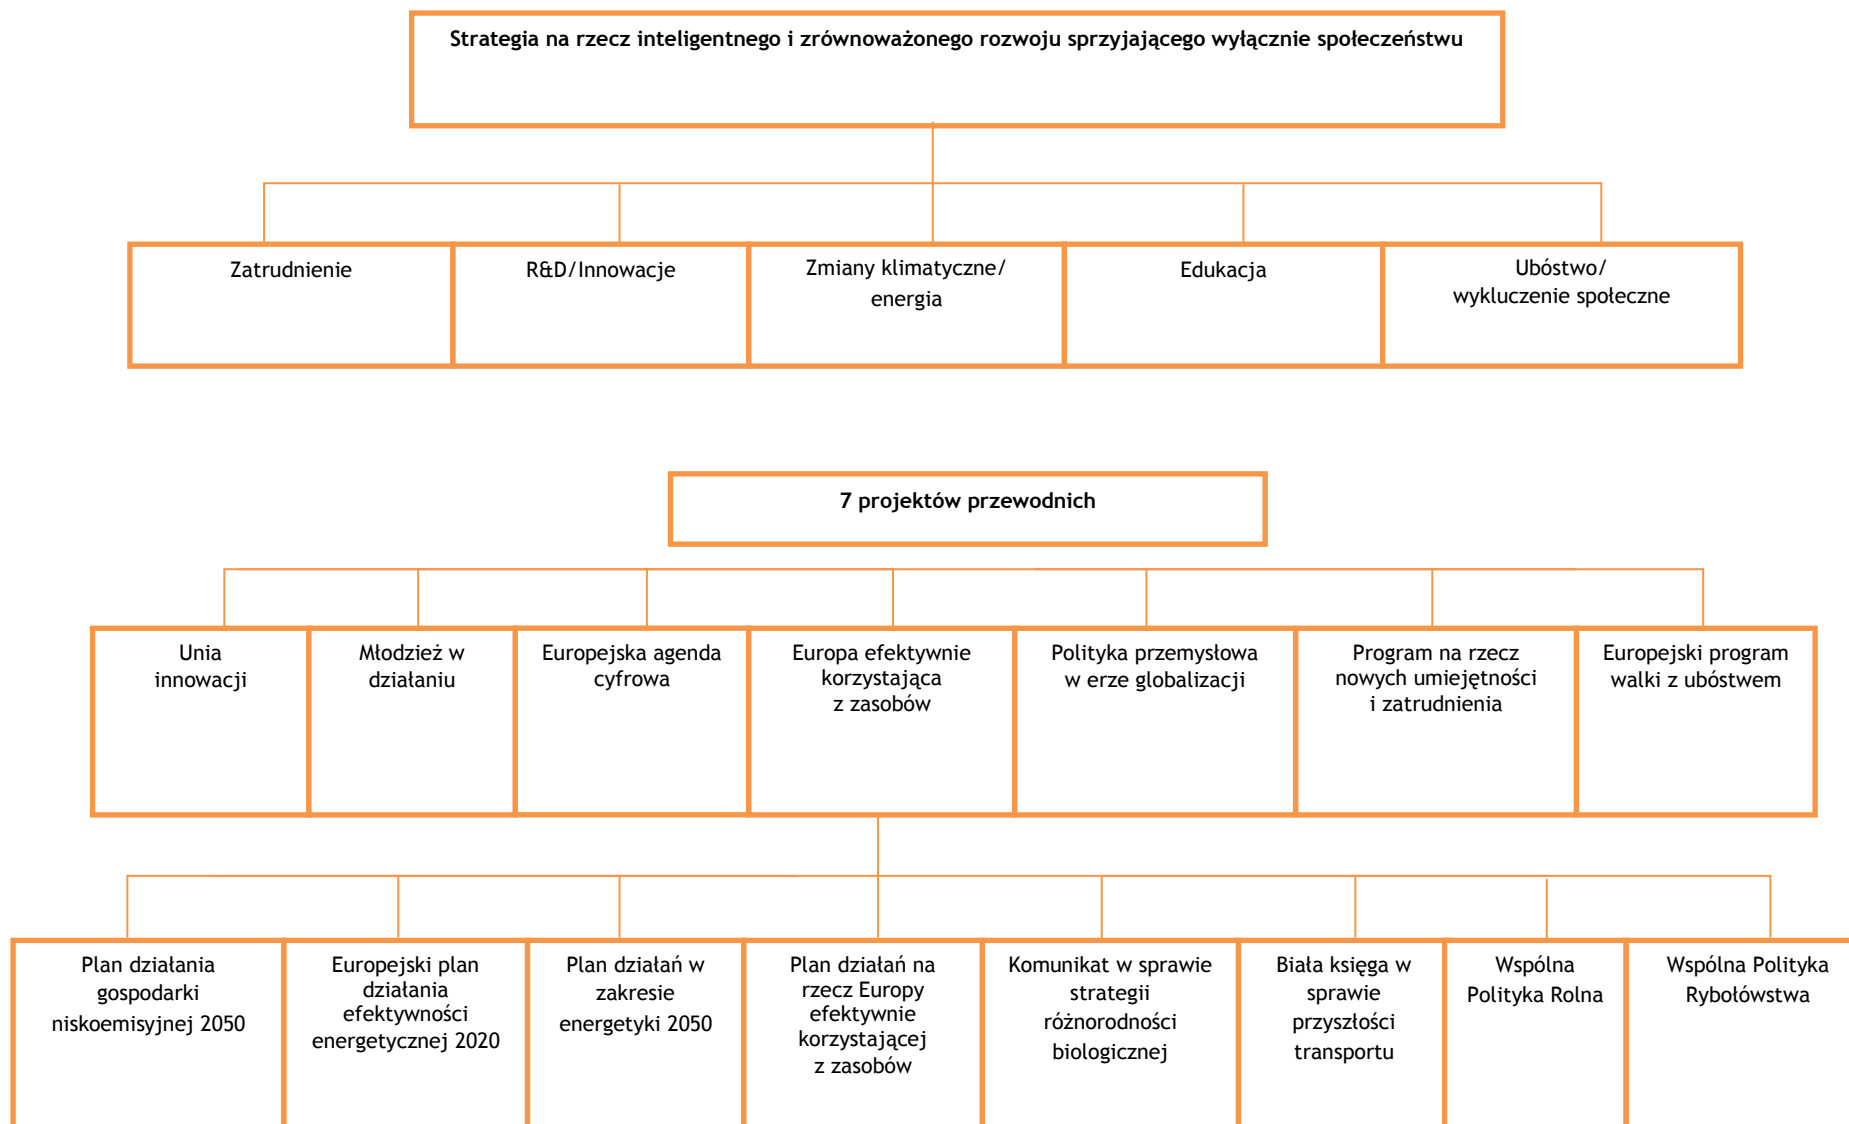 Strategia na rzecz inteligentnego i zrównoważonego rozwoju sprzyjającego wyłącznie społeczeństwu
Zatrudnienie
R&D/Innowacje
Zmiany klimatyczne/
energia
Edukacja
Ubóstwo/
wykluczenie społeczne
7 projektów przewodnich
Unia
innowacji
Młodzież w
działaniu
Europejska agenda
cyfrowa
Europa efektywnie
korzystająca
z zasobów
Polityka przemysłowa
w erze globalizacji
Program na rzecz
nowych umiejętności
i zatrudnienia
Europejski program
walki z ubóstwem
Plan działania
gospodarki
niskoemisyjnej 2050
Europejski plan
działania
efektywności
energetycznej 2020
Plan działań w
zakresie
energetyki 2050
Plan działań na
rzecz Europy
efektywnie
korzystającej
z zasobów
Komunikat w sprawie
strategii
różnorodności
biologicznej
Biała księga w
sprawie
przyszłości
transportu
Wspólna
Polityka Rolna
Wspólna Polityka
Rybołówstwa